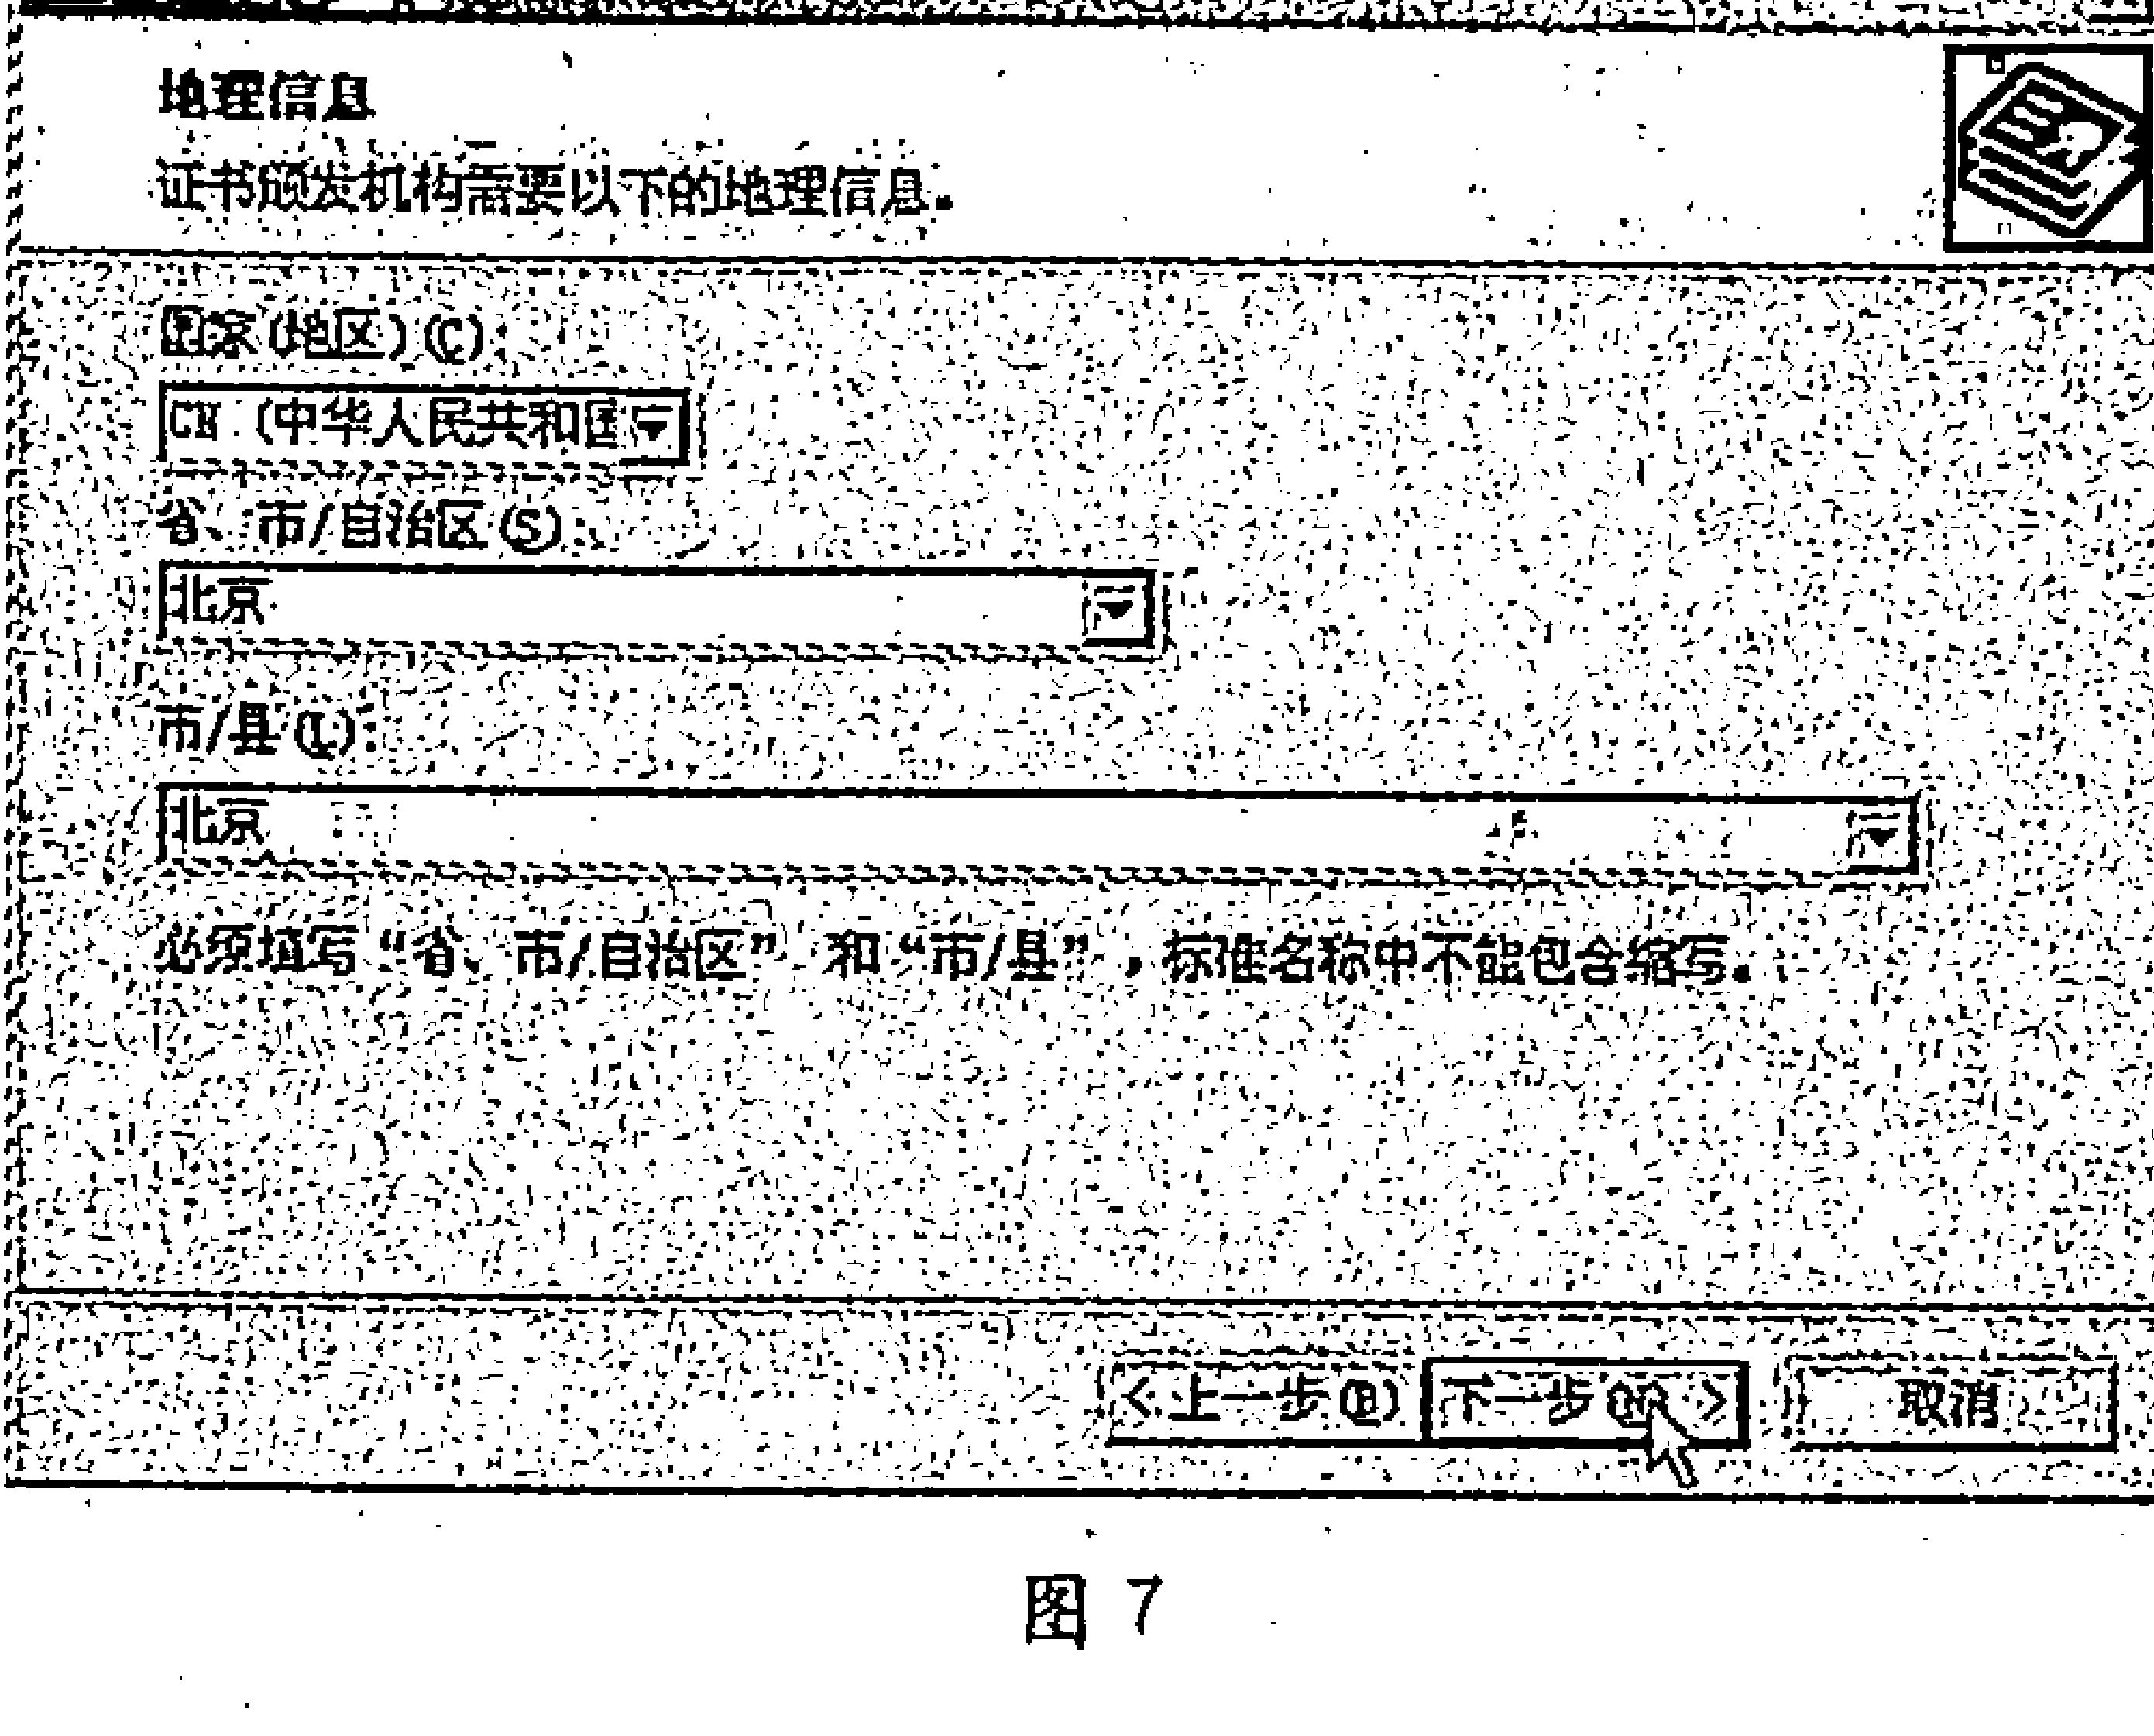 地理信息
证书颁发机构需要以下的地理信息。
国家(地区)(C):
CN (中华人民共和国
省、市/自治区(S):
北京
市/县(L):
北京
必须填写“省、市/自治区” 和“市/县”,标准名称中不能包含缩写。
< 上一步(B) 下一步(N) > 取消
图 7